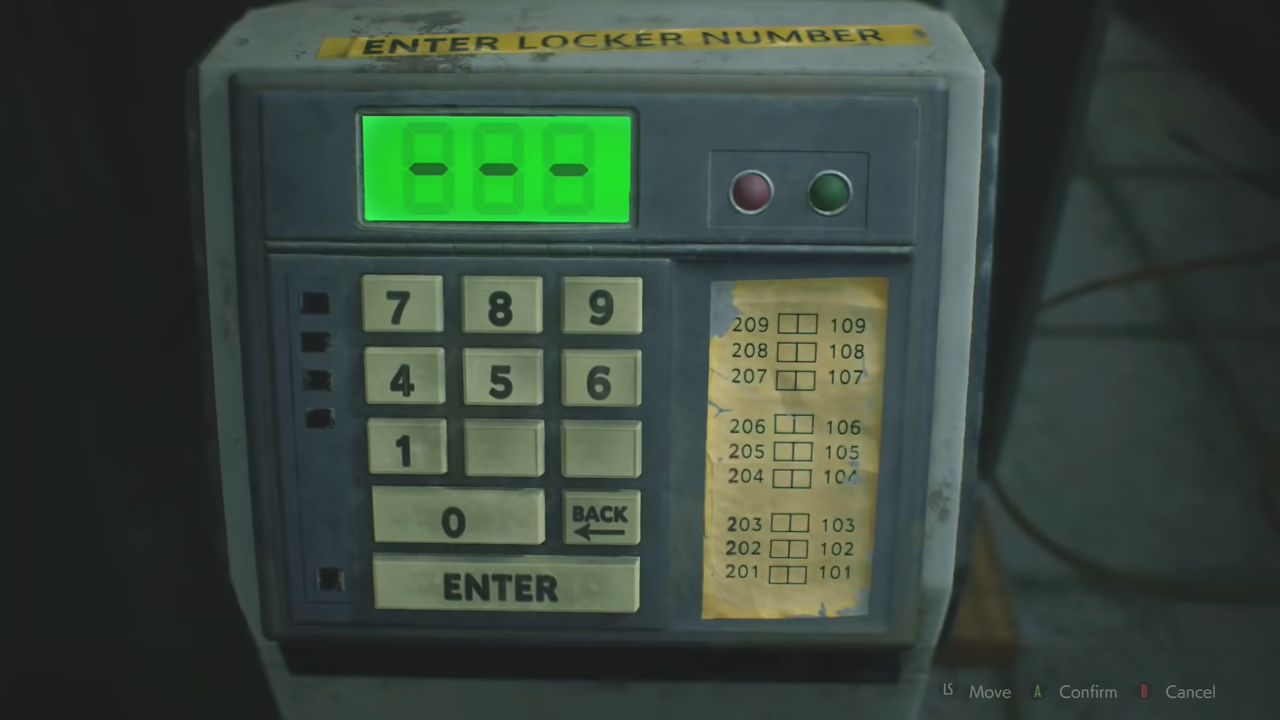 ENTER LOCKER NUMBER
- - -
7 8 9
4 5 6
1
0 BACK
ENTER
209 109
208 108
207 107
206 106
205 105
204 104
203 103
202 102
201 101
LS Move A Confirm B Cancel